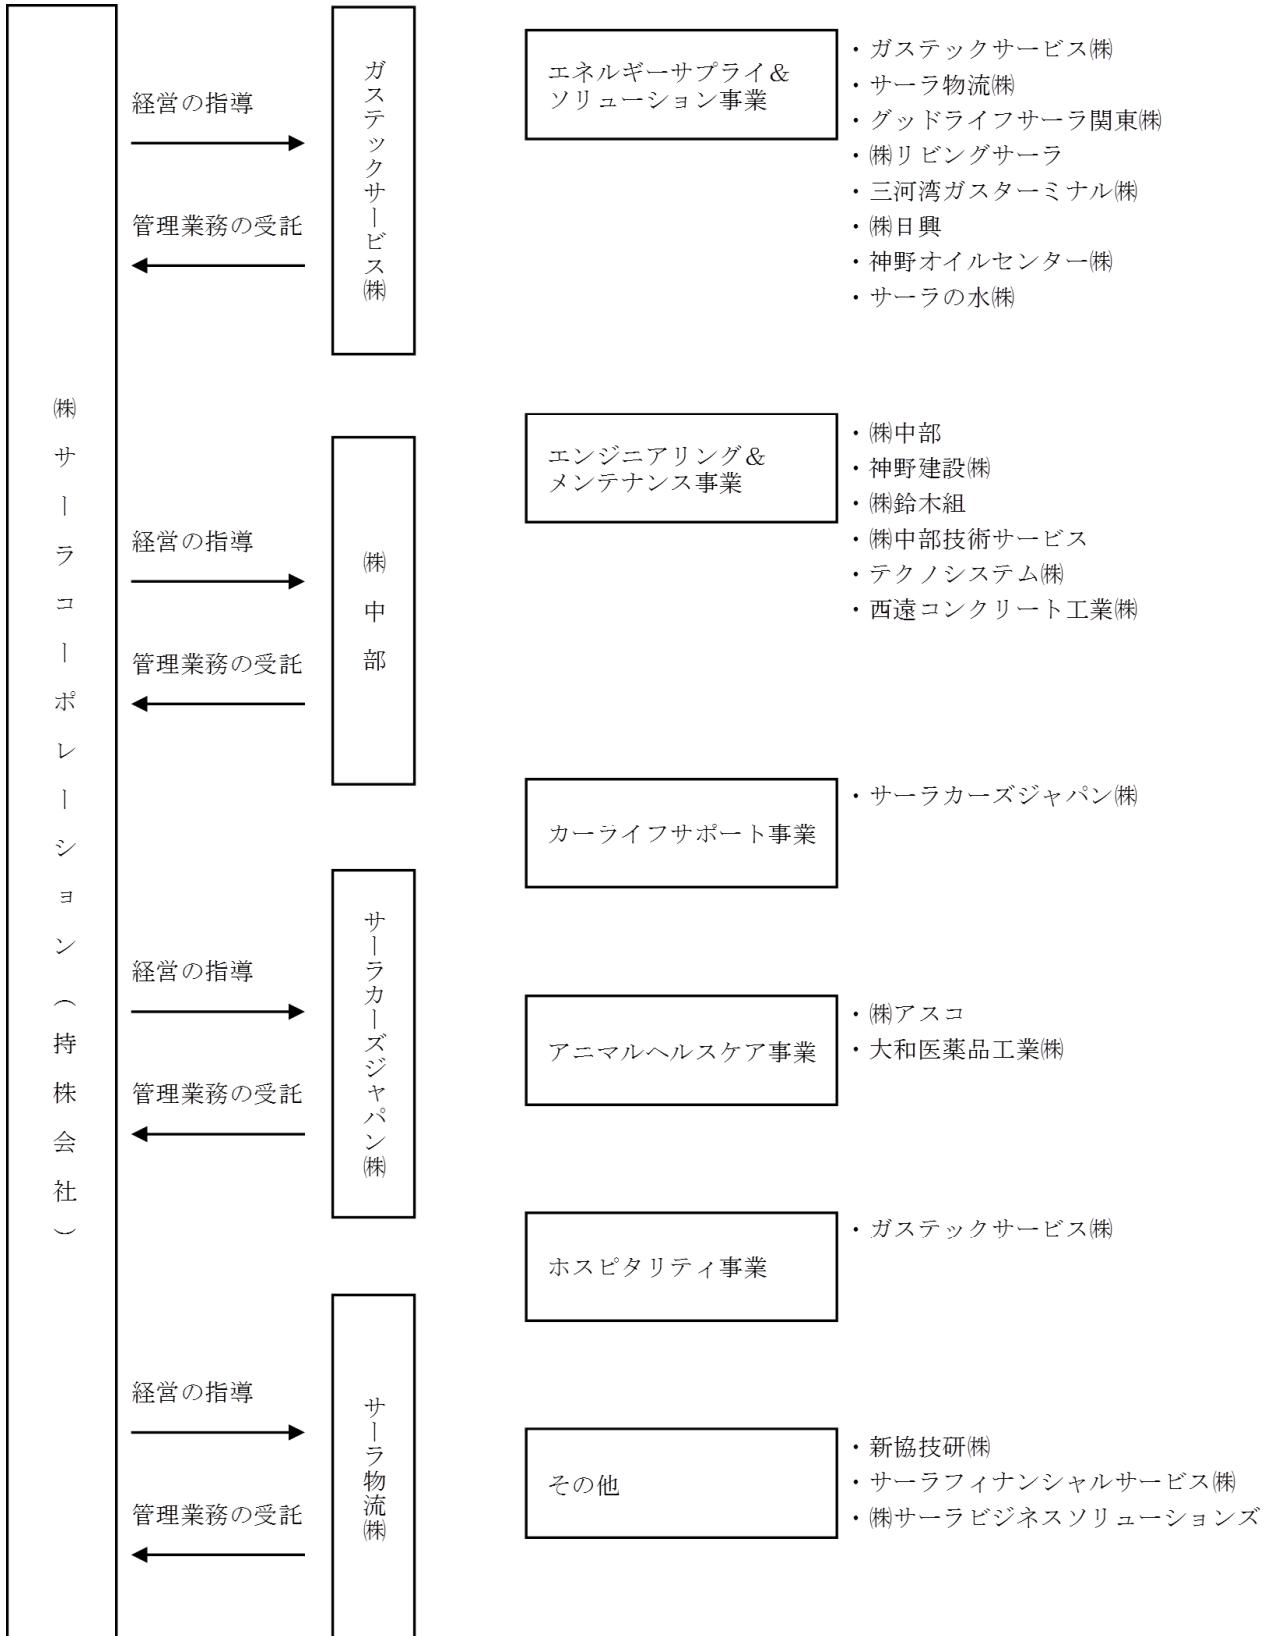 ㈱サーラコーポレーション（持株会社）
経営の指導
管理業務の受託
ガステックサービス㈱
経営の指導
管理業務の受託
㈱中部
経営の指導
管理業務の受託
サーラカーズジャパン㈱
経営の指導
管理業務の受託
サーラ物流㈱
エネルギーサプライ＆
ソリューション事業
・ガステックサービス㈱
・サーラ物流㈱
・グッドライフサーラ関東㈱
・㈱リビングサーラ
・三河湾ガスターミナル㈱
・㈱日興
・神野オイルセンター㈱
・サーラの水㈱
エンジニアリング＆
メンテナンス事業
・㈱中部
・神野建設㈱
・㈱鈴木組
・㈱中部技術サービス
・テクノシステム㈱
・西遠コンクリート工業㈱
カーライフサポート事業
・サーラカーズジャパン㈱
アニマルヘルスケア事業
・㈱アスコ
・大和医薬品工業㈱
ホスピタリティ事業
・ガステックサービス㈱
その他
・新協技研㈱
・サーラフィナンシャルサービス㈱
・㈱サーラビジネスソリューションズ